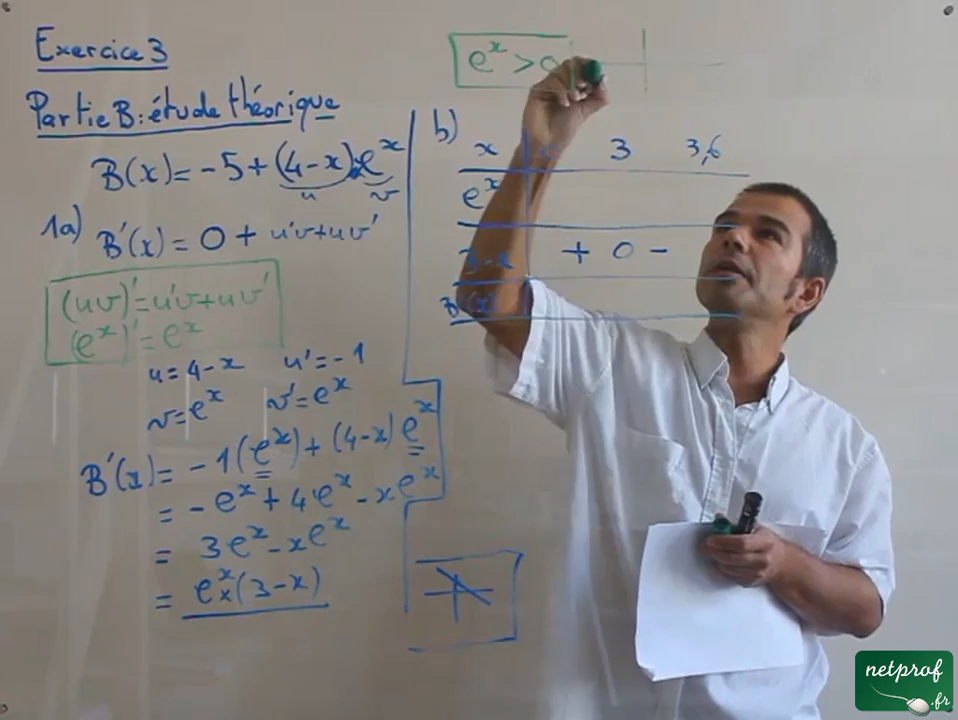 Exercice 3
Partie B : étude théorique
B(x) = -5 + (4-x)×e^x
u v
1a) B'(x) = 0 + u'v+uv'
(uv)' = u'v+uv'
(e^x)' = e^x
u = 4-x u' = -1
v = e^x v' = e^x
B'(x) = -1(e^x) + (4-x)e^x
= -e^x + 4e^x - xe^x
= 3e^x - xe^x
= e^x×(3-x)
e^x > 0
b)
x 3 3,6
e^x
3-x + 0 -
B'(x)
netprof
.fr